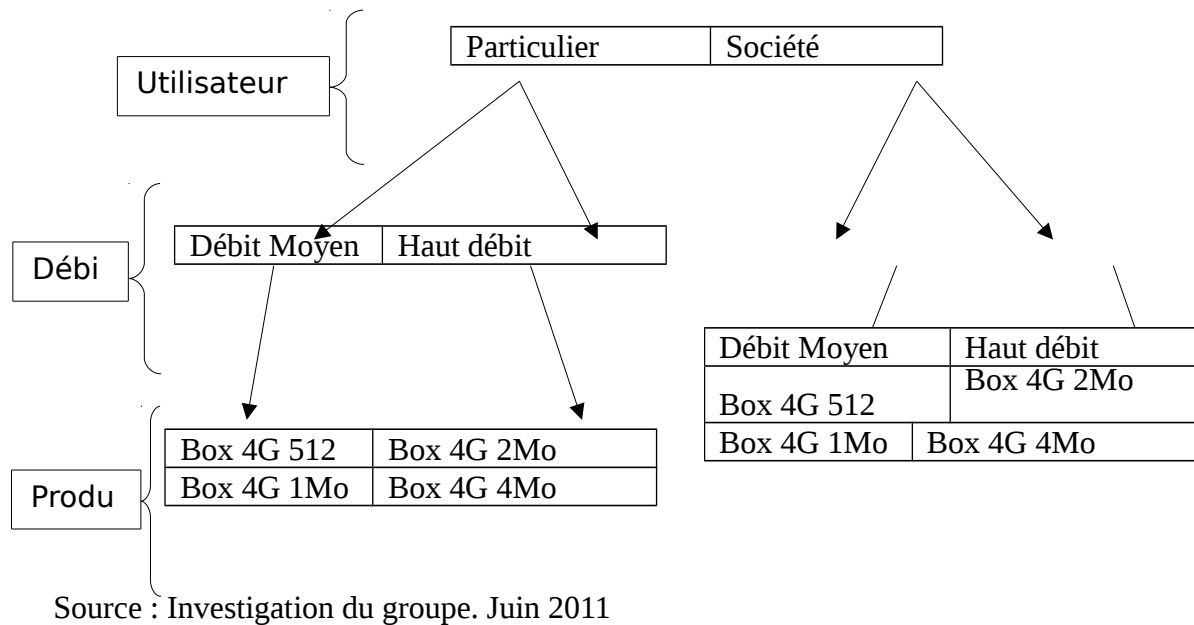 Particulier Société
Utilisateur
Débit Moyen Haut débit
Débi
Débit Moyen Haut débit
Box 4G 512 Box 4G 2Mo
Box 4G 1Mo Box 4G 4Mo
Box 4G 512 Box 4G 2Mo
Box 4G 1Mo Box 4G 4Mo
Produ
Source : Investigation du groupe. Juin 2011